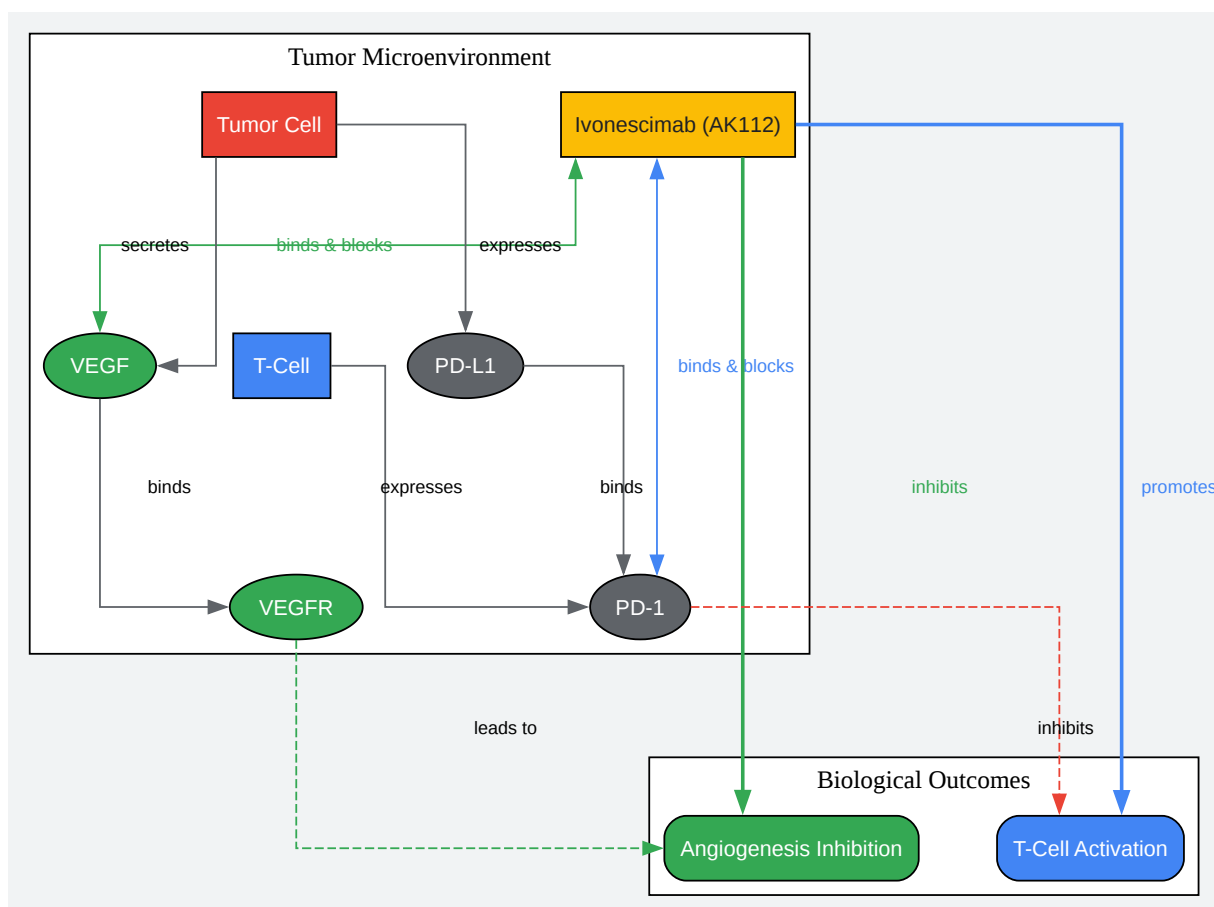 Tumor Microenvironment
Tumor Cell
Ivonescimab (AK112)
secretes
binds & blocks
expresses
VEGF
T-Cell
PD-L1
binds & blocks
binds
expresses
binds
inhibits
promotes
VEGFR
PD-1
leads to
inhibits
Biological Outcomes
Angiogenesis Inhibition
T-Cell Activation